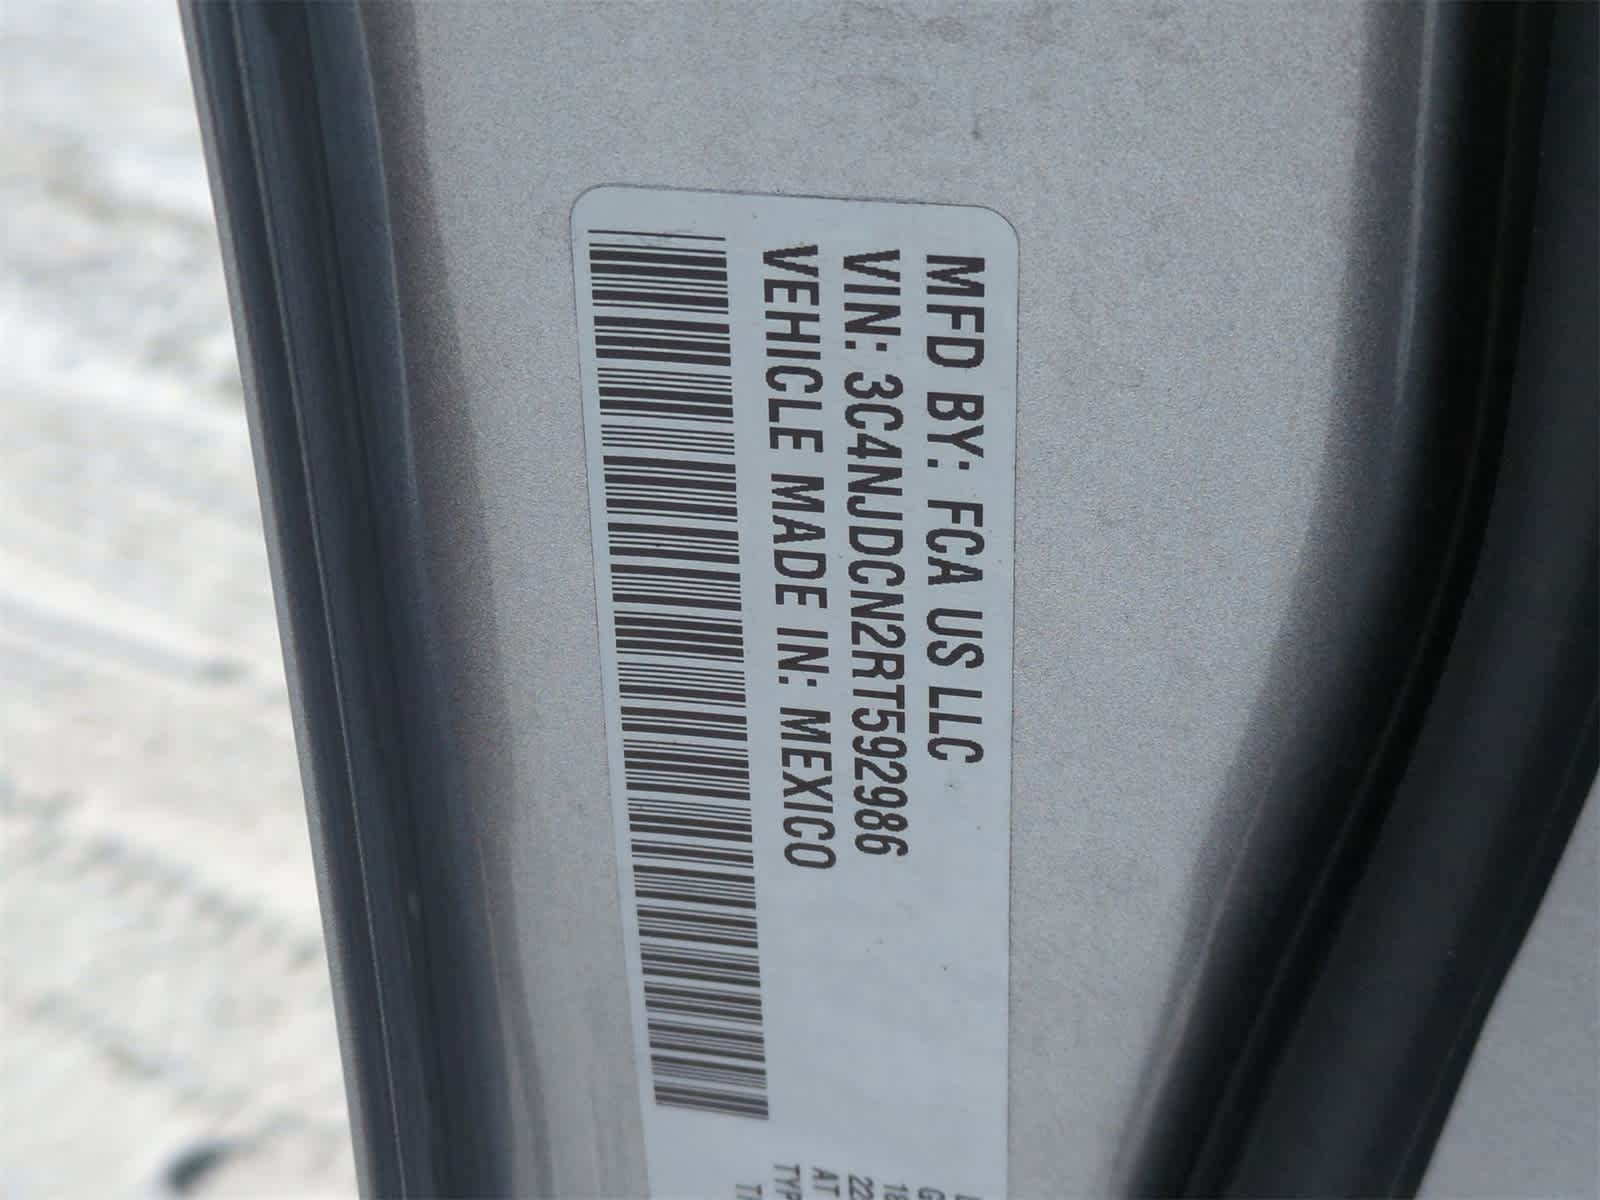 MFD BY: FCA US LLC
VIN: 3C4NJDCN2RT592986
VEHICLE MADE IN: MEXICO